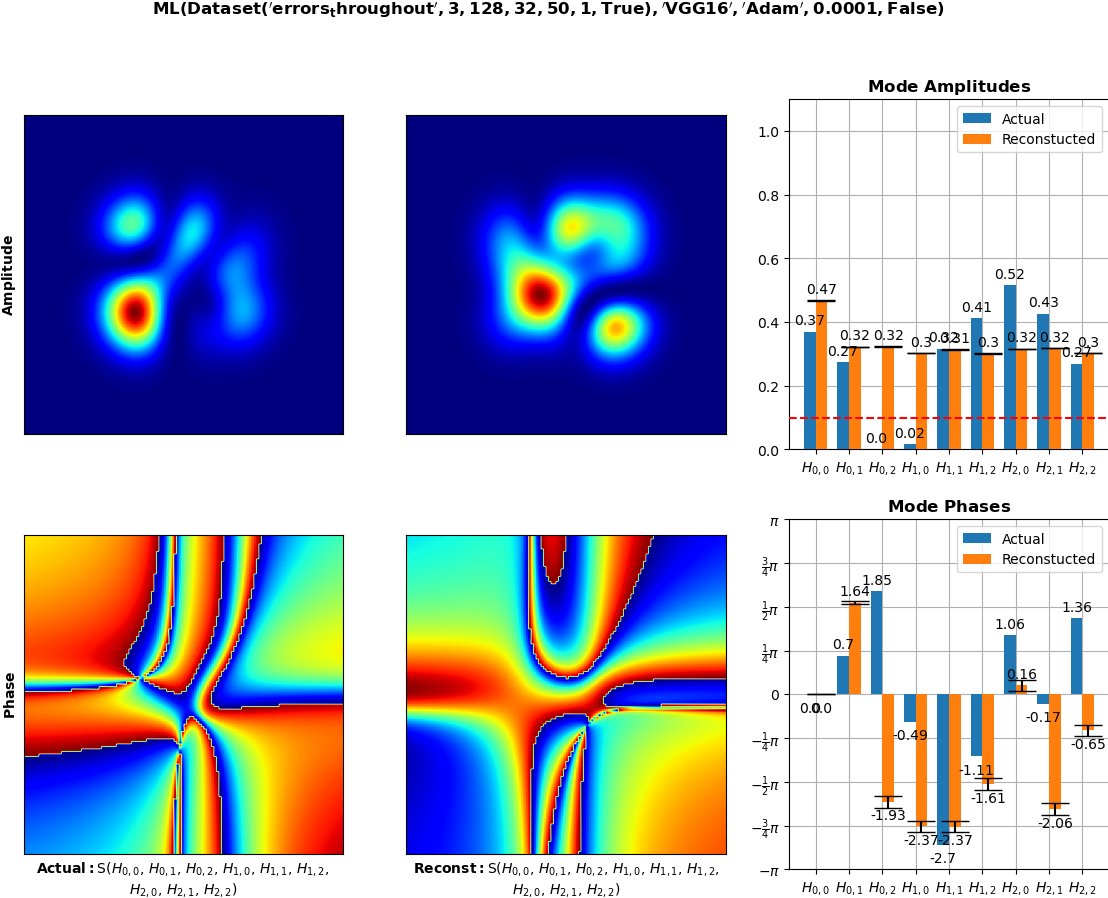 ML(Dataset('errors_throughout', 3, 128, 32, 50, 1, True), 'VGG16', 'Adam', 0.0001, False)
Amplitude
Mode Amplitudes
Actual
Reconstucted
1.0
0.8
0.6
0.4
0.2
0.0
0.37 0.47 0.27 0.32 0.0 0.32 0.02 0.3 0.32 0.31 0.41 0.3 0.52 0.32 0.43 0.32 0.27 0.3
H0,0 H0,1 H0,2 H1,0 H1,1 H1,2 H2,0 H2,1 H2,2
Phase
Actual: S(H0,0, H0,1, H0,2, H1,0, H1,1, H1,2,
H2,0, H2,1, H2,2)
Reconst: S(H0,0, H0,1, H0,2, H1,0, H1,1, H1,2,
H2,0, H2,1, H2,2)
Mode Phases
Actual
Reconstucted
π
3/4π
1/2π
1/4π
0
−1/4π
−1/2π
−3/4π
−π
0.0 0.0 0.7 1.64 1.85 -1.93 -0.49 -2.37 -2.7 -2.37 -1.11 -1.61 1.06 0.16 -0.17 -2.06 1.36 -0.65
H0,0 H0,1 H0,2 H1,0 H1,1 H1,2 H2,0 H2,1 H2,2